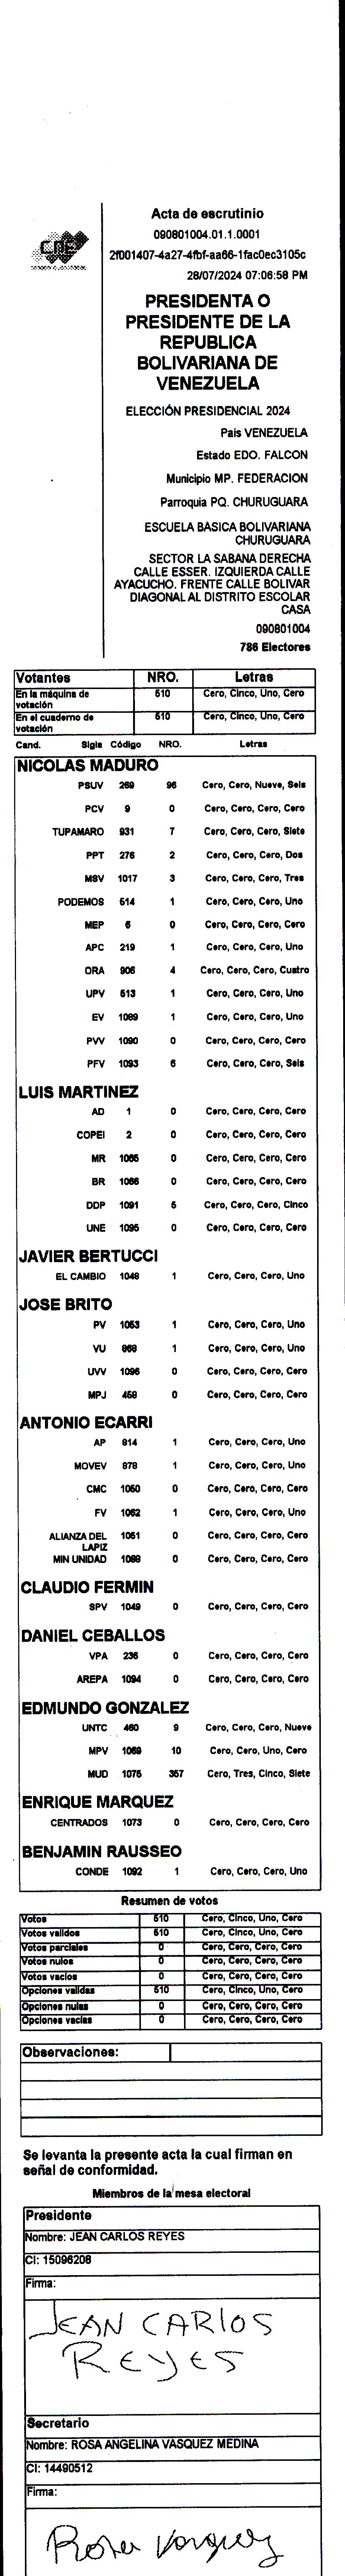 CNE
Acta de escrutinio
090801004.01.1.0001
2f001407-4a27-4fbf-aa66-1fac0ec3105c
28/07/2024 07:06:58 PM
PRESIDENTA O
PRESIDENTE DE LA
REPUBLICA
BOLIVARIANA DE
VENEZUELA
ELECCIÓN PRESIDENCIAL 2024
Pais VENEZUELA
Estado EDO. FALCON
Municipio MP. FEDERACION
Parroquia PQ. CHURUGUARA
ESCUELA BASICA BOLIVARIANA
CHURUGUARA
SECTOR LA SABANA DERECHA
CALLE ESSER. IZQUIERDA CALLE
AYACUCHO. FRENTE CALLE BOLIVAR
DIAGONAL AL DISTRITO ESCOLAR
CASA
090801004
786 Electores
Votantes NRO. Letras
En la máquina de votación 510 Cero, Cinco, Uno, Cero
En el cuaderno de votación 510 Cero, Cinco, Uno, Cero
Cand. Sigla Código NRO. Letras
NICOLAS MADURO
PSUV 269 96 Cero, Cero, Nueve, Seis
PCV 9 0 Cero, Cero, Cero, Cero
TUPAMARO 931 7 Cero, Cero, Cero, Siete
PPT 276 2 Cero, Cero, Cero, Dos
MSV 1017 3 Cero, Cero, Cero, Tres
PODEMOS 514 1 Cero, Cero, Cero, Uno
MEP 6 0 Cero, Cero, Cero, Cero
APC 219 1 Cero, Cero, Cero, Uno
ORA 906 4 Cero, Cero, Cero, Cuatro
UPV 513 1 Cero, Cero, Cero, Uno
EV 1089 1 Cero, Cero, Cero, Uno
PVV 1090 0 Cero, Cero, Cero, Cero
PFV 1093 6 Cero, Cero, Cero, Seis
LUIS MARTINEZ
AD 1 0 Cero, Cero, Cero, Cero
COPEI 2 0 Cero, Cero, Cero, Cero
MR 1065 0 Cero, Cero, Cero, Cero
BR 1066 0 Cero, Cero, Cero, Cero
DDP 1091 5 Cero, Cero, Cero, Cinco
UNE 1095 0 Cero, Cero, Cero, Cero
JAVIER BERTUCCI
EL CAMBIO 1048 1 Cero, Cero, Cero, Uno
JOSE BRITO
PV 1053 1 Cero, Cero, Cero, Uno
VU 868 1 Cero, Cero, Cero, Uno
UVV 1096 0 Cero, Cero, Cero, Cero
MPJ 458 0 Cero, Cero, Cero, Cero
ANTONIO ECARRI
AP 814 1 Cero, Cero, Cero, Uno
MOVEV 878 1 Cero, Cero, Cero, Uno
CMC 1050 0 Cero, Cero, Cero, Cero
FV 1062 1 Cero, Cero, Cero, Uno
ALIANZA DEL LAPIZ 1051 0 Cero, Cero, Cero, Cero
MIN UNIDAD 1088 0 Cero, Cero, Cero, Cero
CLAUDIO FERMIN
SPV 1049 0 Cero, Cero, Cero, Cero
DANIEL CEBALLOS
VPA 236 0 Cero, Cero, Cero, Cero
AREPA 1094 0 Cero, Cero, Cero, Cero
EDMUNDO GONZALEZ
UNTC 460 9 Cero, Cero, Cero, Nueve
MPV 1069 10 Cero, Cero, Uno, Cero
MUD 1075 357 Cero, Tres, Cinco, Siete
ENRIQUE MARQUEZ
CENTRADOS 1073 0 Cero, Cero, Cero, Cero
BENJAMIN RAUSSEO
CONDE 1092 1 Cero, Cero, Cero, Uno
Resumen de votos
Votos 510 Cero, Cinco, Uno, Cero
Votos validos 510 Cero, Cinco, Uno, Cero
Votos parciales 0 Cero, Cero, Cero, Cero
Votos nulos 0 Cero, Cero, Cero, Cero
Votos vacíos 0 Cero, Cero, Cero, Cero
Opciones validas 510 Cero, Cinco, Uno, Cero
Opciones nulas 0 Cero, Cero, Cero, Cero
Opciones vacías 0 Cero, Cero, Cero, Cero
Observaciones:
Se levanta la presente acta la cual firman en
señal de conformidad.
Miembros de la mesa electoral
Presidente
Nombre: JEAN CARLOS REYES
CI: 15096208
Firma:
JEAN CARLOS
REYES
Secretario
Nombre: ROSA ANGELINA VASQUEZ MEDINA
CI: 14490512
Firma:
Rosa Vasquez